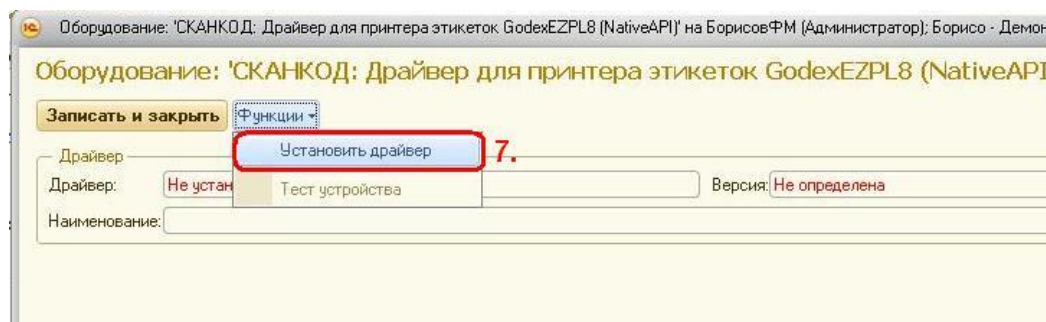 Оборудование: 'СКАНКОД: Драйвер для принтера этикеток GodexEZPL8 (NativeAPI)' на БорисовФМ (Администратор); Борисо - Демон
Оборудование: 'СКАНКОД: Драйвер для принтера этикеток GodexEZPL8 (NativeAPI
Записать и закрыть Функции
Установить драйвер 7.
Драйвер
Драйвер: Не устан Тест устройства Версия: Не определена
Наименование: